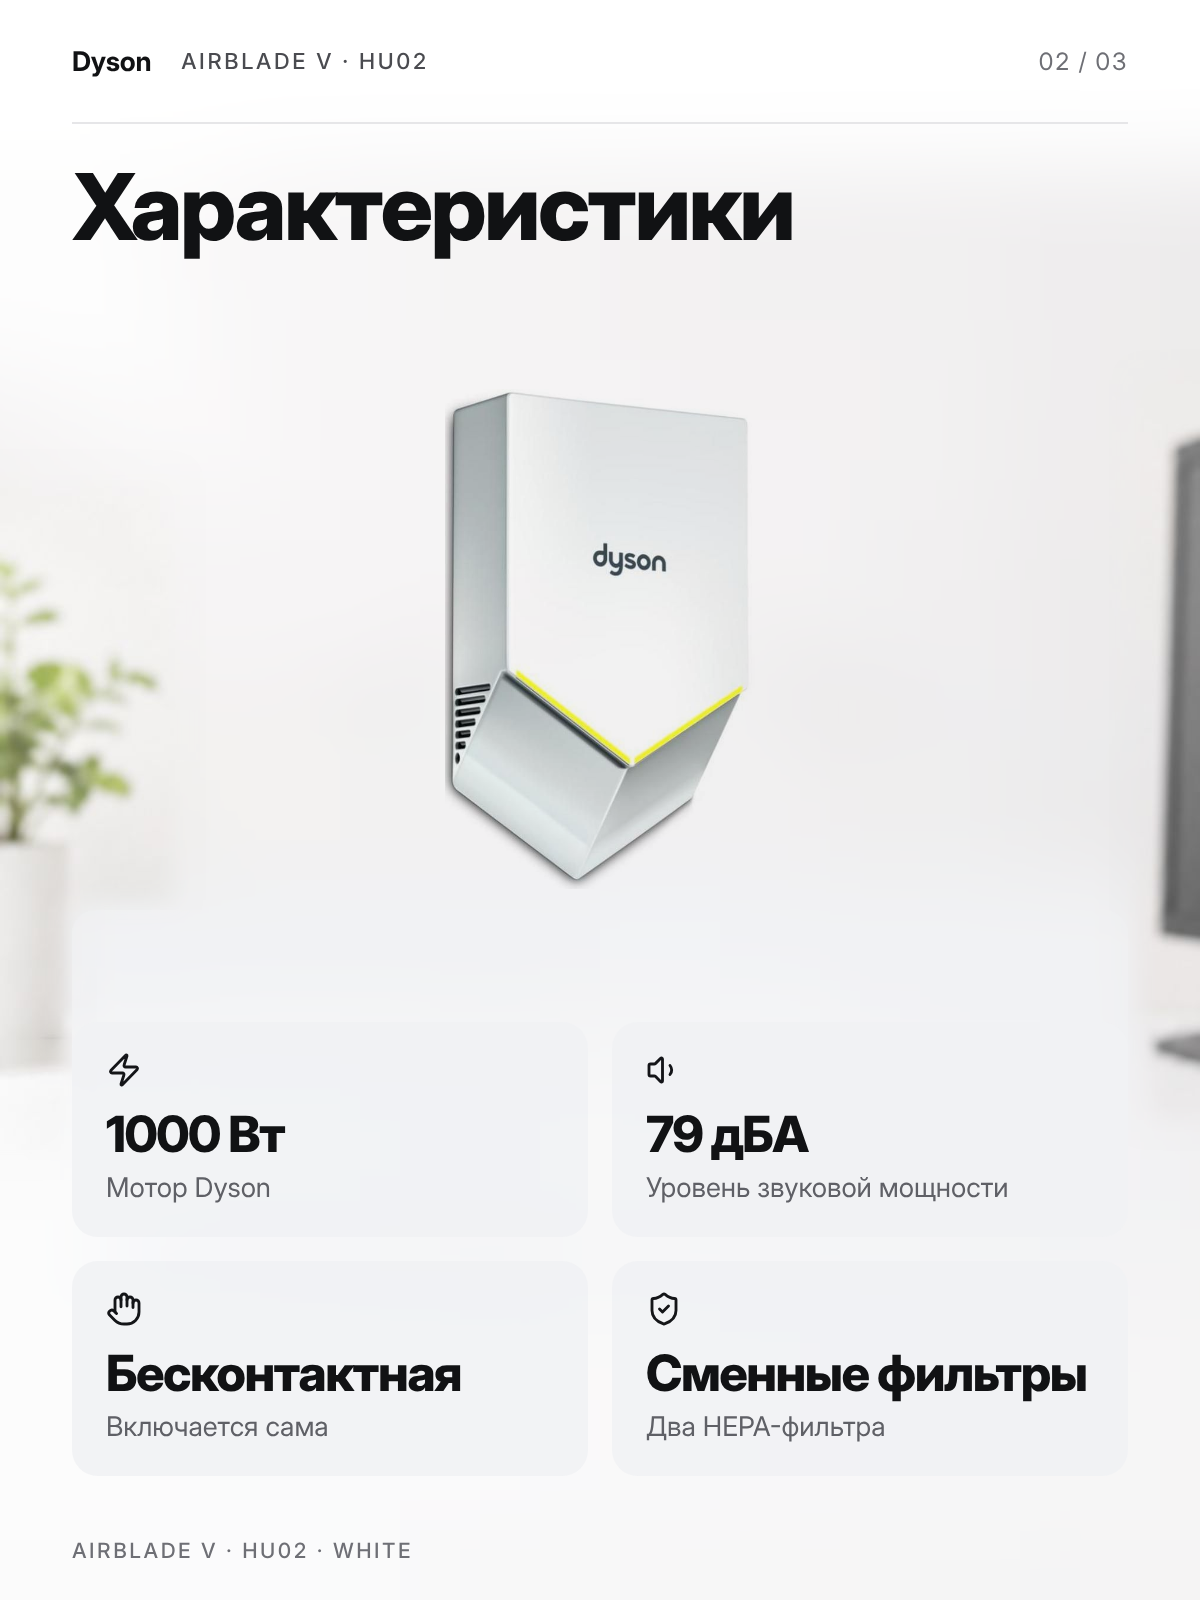 Dyson AIRBLADE V · HU02 02 / 03
Характеристики
dyson
1000 Вт
Мотор Dyson
79 дБА
Уровень звуковой мощности
Бесконтактная
Включается сама
Сменные фильтры
Два HEPA-фильтра
AIRBLADE V · HU02 · WHITE